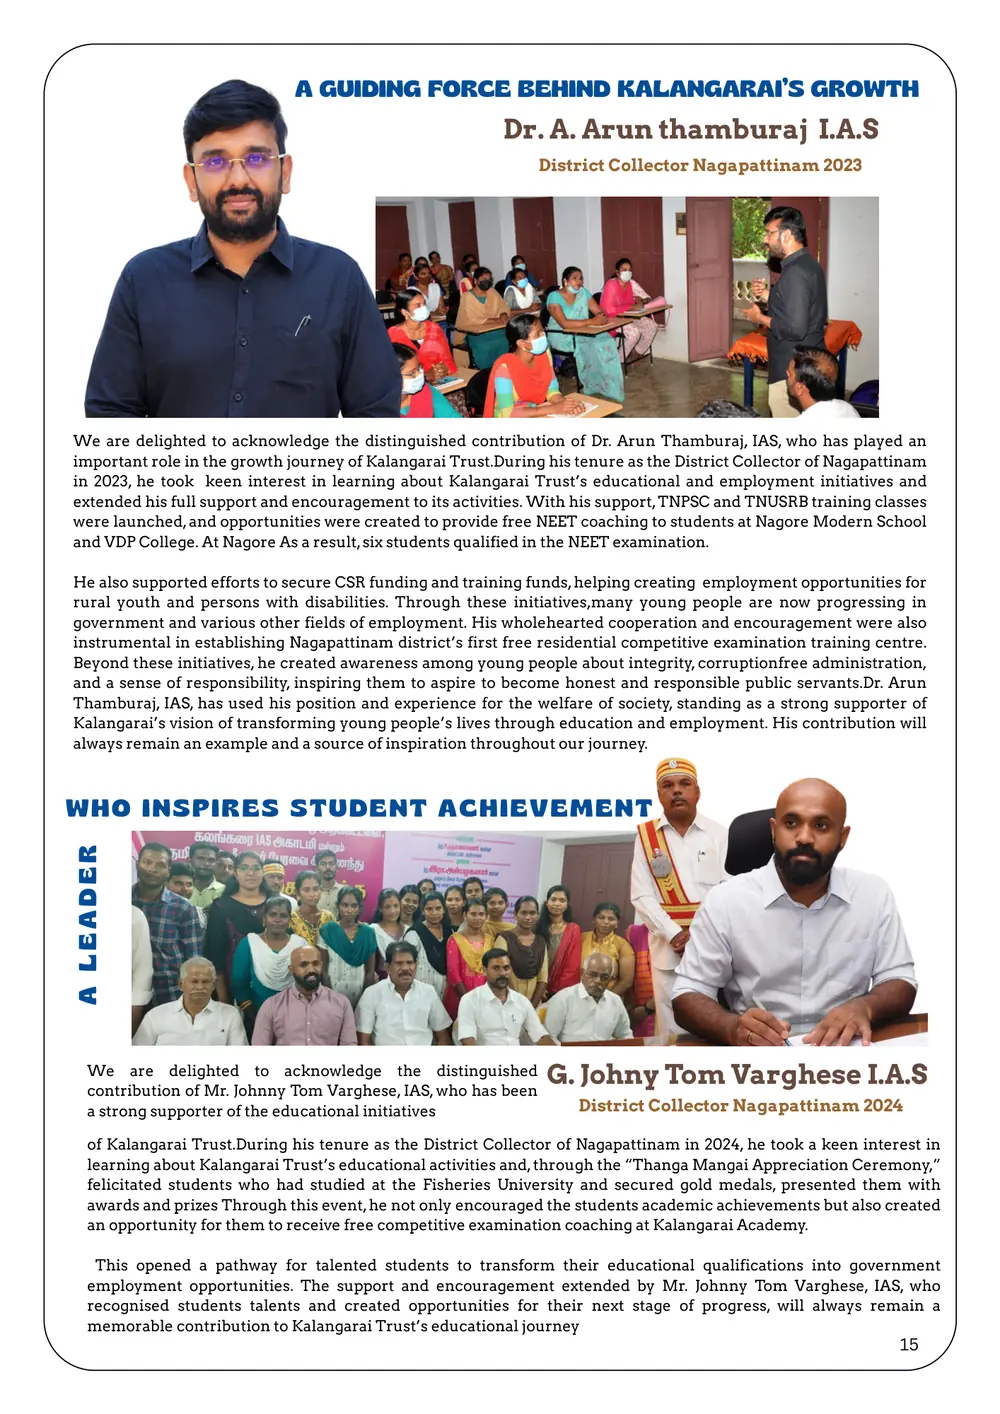 A GUIDING FORCE BEHIND KALANGARAI'S GROWTH
Dr. A. Arun thamburaj I.A.S
District Collector Nagapattinam 2023
We are delighted to acknowledge the distinguished contribution of Dr. Arun Thamburaj, IAS, who has played an
important role in the growth journey of Kalangarai Trust.During his tenure as the District Collector of Nagapattinam
in 2023, he took keen interest in learning about Kalangarai Trust's educational and employment initiatives and
extended his full support and encouragement to its activities. With his support, TNPSC and TNUSRB training classes
were launched, and opportunities were created to provide free NEET coaching to students at Nagore Modern School
and VDP College. At Nagore As a result, six students qualified in the NEET examination.
He also supported efforts to secure CSR funding and training funds, helping creating employment opportunities for
rural youth and persons with disabilities. Through these initiatives,many young people are now progressing in
government and various other fields of employment. His wholehearted cooperation and encouragement were also
instrumental in establishing Nagapattinam district's first free residential competitive examination training centre.
Beyond these initiatives, he created awareness among young people about integrity, corruptionfree administration,
and a sense of responsibility, inspiring them to aspire to become honest and responsible public servants.Dr. Arun
Thamburaj, IAS, has used his position and experience for the welfare of society, standing as a strong supporter of
Kalangarai's vision of transforming young people's lives through education and employment. His contribution will
always remain an example and a source of inspiration throughout our journey.
A LEADER
WHO INSPIRES STUDENT ACHIEVEMENT
கலங்கரை IAS அகாடமி மற்றும்
G. Johny Tom Varghese I.A.S
District Collector Nagapattinam 2024
We are delighted to acknowledge the distinguished
contribution of Mr. Johnny Tom Varghese, IAS, who has been
a strong supporter of the educational initiatives
of Kalangarai Trust.During his tenure as the District Collector of Nagapattinam in 2024, he took a keen interest in
learning about Kalangarai Trust's educational activities and, through the "Thanga Mangai Appreciation Ceremony,"
felicitated students who had studied at the Fisheries University and secured gold medals, presented them with
awards and prizes Through this event, he not only encouraged the students academic achievements but also created
an opportunity for them to receive free competitive examination coaching at Kalangarai Academy.
This opened a pathway for talented students to transform their educational qualifications into government
employment opportunities. The support and encouragement extended by Mr. Johnny Tom Varghese, IAS, who
recognised students talents and created opportunities for their next stage of progress, will always remain a
memorable contribution to Kalangarai Trust's educational journey
15